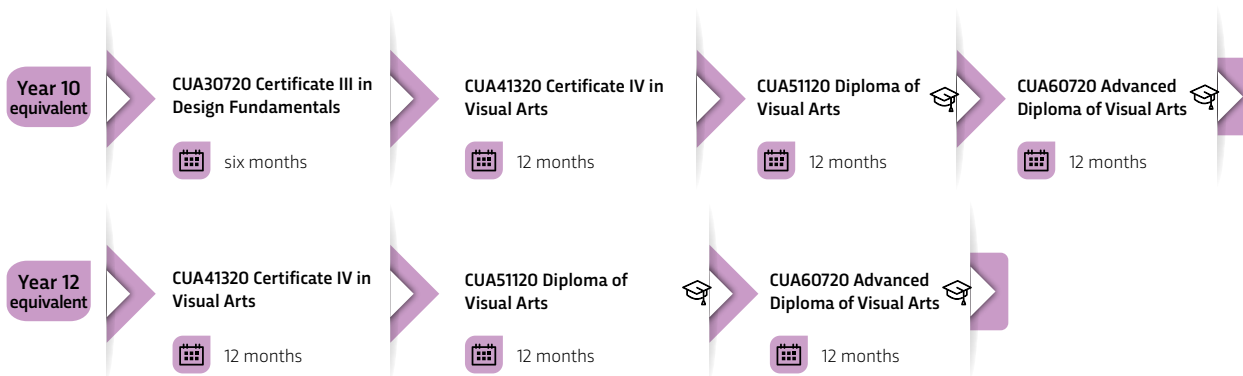 Year 10
equivalent
CUA30720 Certificate III in
Design Fundamentals
six months
CUA41320 Certificate IV in
Visual Arts
12 months
CUA51120 Diploma of
Visual Arts
12 months
CUA60720 Advanced
Diploma of Visual Arts
12 months
Year 12
equivalent
CUA41320 Certificate IV in
Visual Arts
12 months
CUA51120 Diploma of
Visual Arts
12 months
CUA60720 Advanced
Diploma of Visual Arts
12 months